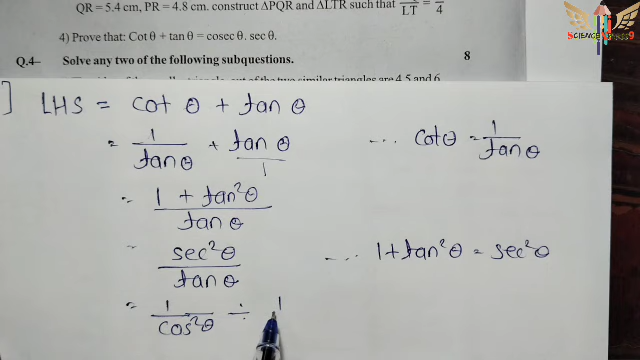 QR = 5.4 cm, PR = 4.8 cm. construct ΔPQR and ΔLTR such that /LT = /4
4) Prove that: Cot θ + tan θ = cosec θ. sec θ.
Q.4– Solve any two of the following subquestions. 8
] LHS = cot θ + tan θ
= 1/tan θ + tan θ/1 ... cot θ = 1/tan θ
= 1 + tan²θ/tan θ
= sec²θ/tan θ ... 1+tan²θ = sec²θ
= 1/cos²θ ÷